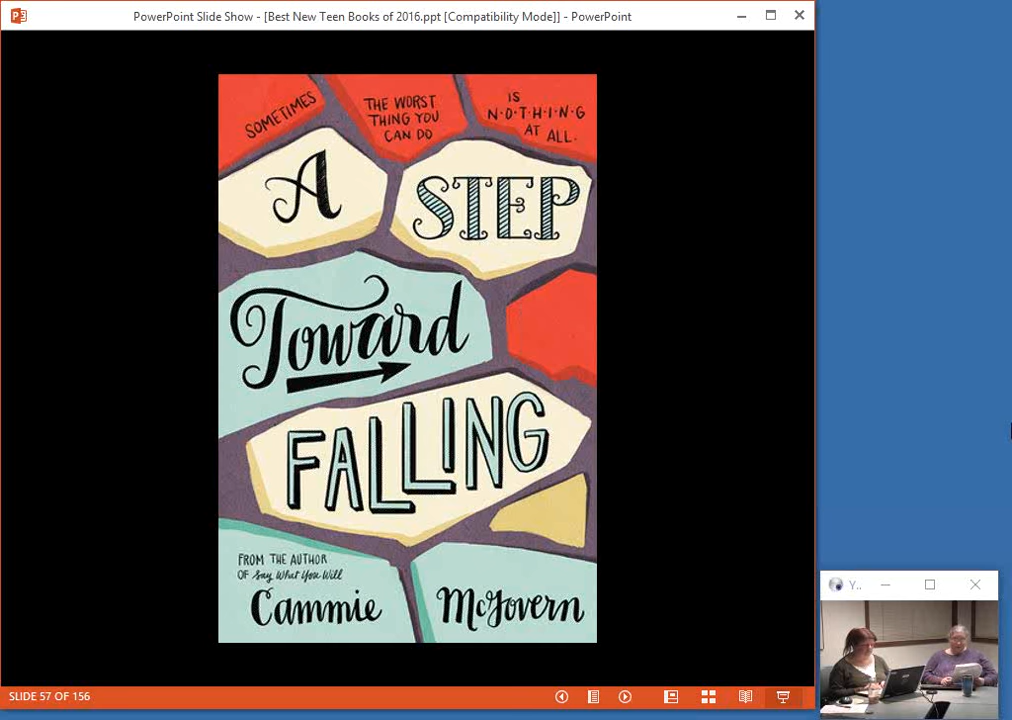 PowerPoint Slide Show - [Best New Teen Books of 2016.ppt [Compatibility Mode]] - PowerPoint
SOMETIMES
THE WORST
THING YOU
CAN DO
IS
N·O·T·H·I·N·G
AT ALL.
A
STEP
Toward
FALLING
FROM THE AUTHOR
OF Say What You Will
Cammie
McGovern
SLIDE 57 OF 156
Y..